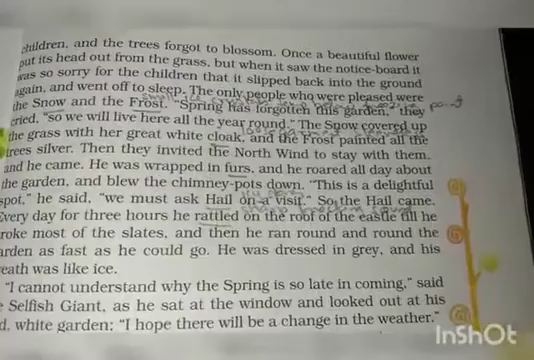 children, and the trees forgot to blossom. Once a beautiful flower
put its head out from the grass, but when it saw the notice-board it
was so sorry for the children that it slipped back into the ground
again, and went off to sleep. The only people who were pleased were
the Snow and the Frost. "Spring has forgotten this garden," they
cried, "so we will live here all the year round." The Snow covered up
the grass with her great white cloak, and the Frost painted all the
trees silver. Then they invited the North Wind to stay with them,
and he came. He was wrapped in furs, and he roared all day about
the garden, and blew the chimney-pots down. "This is a delightful
spot," he said, "we must ask Hail on a visit." So the Hail came.
Every day for three hours he rattled on the roof of the castle till he
roke most of the slates, and then he ran round and round the
arden as fast as he could go. He was dressed in grey, and his
eath was like ice.
"I cannot understand why the Spring is so late in coming," said
e Selfish Giant, as he sat at the window and looked out at his
d, white garden; "I hope there will be a change in the weather."
InShOt